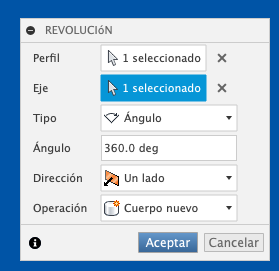 REVOLUCIóN
Perfil 1 seleccionado
Eje 1 seleccionado
Tipo Ángulo
Ángulo 360.0 deg
Dirección Un lado
Operación Cuerpo nuevo
Aceptar Cancelar